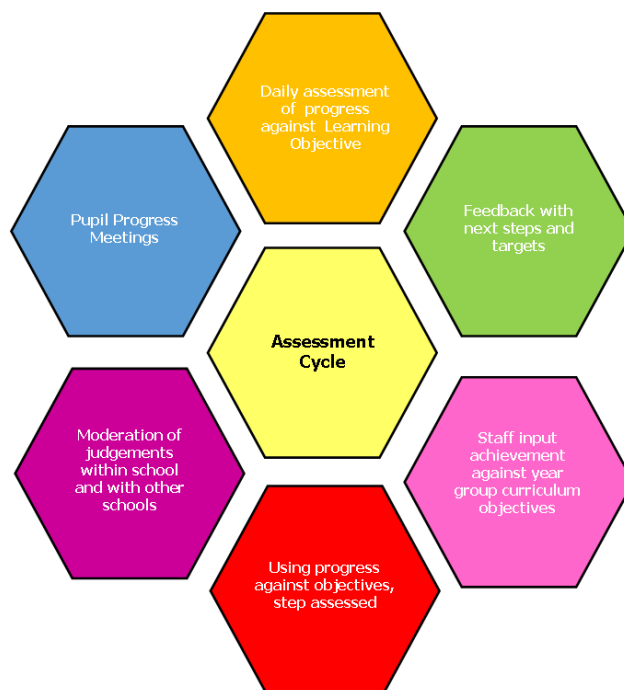 Daily assessment
of progress
against Learning
Objective
Pupil Progress
Meetings
Feedback with
next steps and
targets
Assessment
Cycle
Moderation of
judgements
within school
and with other
schools
Staff input
achievement
against year
group curriculum
objectives
Using progress
against objectives,
step assessed